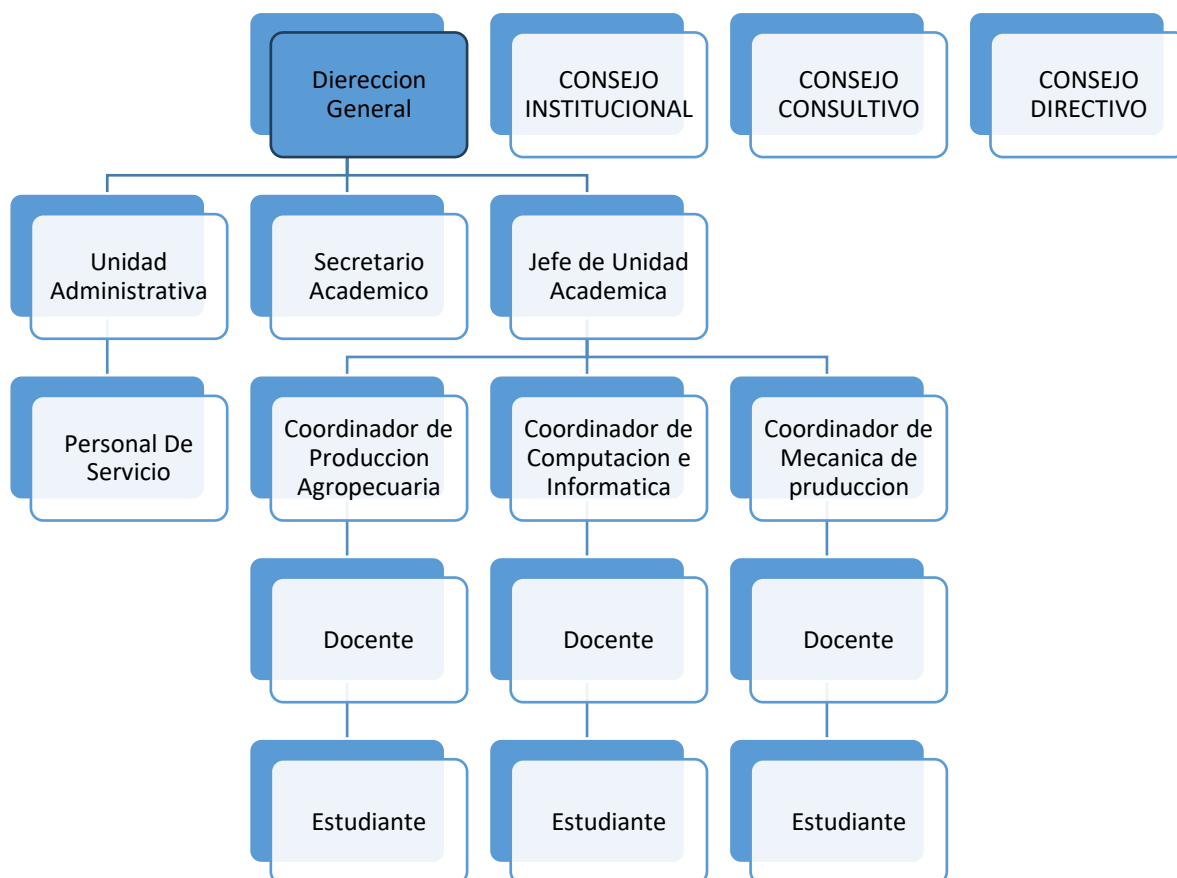 Diereccion
General
CONSEJO
INSTITUCIONAL
CONSEJO
CONSULTIVO
CONSEJO
DIRECTIVO
Unidad
Administrativa
Secretario
Academico
Jefe de Unidad
Academica
Personal De
Servicio
Coordinador de
Produccion
Agropecuaria
Coordinador de
Computacion e
Informatica
Coordinador de
Mecanica de
pruduccion
Docente
Docente
Docente
Estudiante
Estudiante
Estudiante